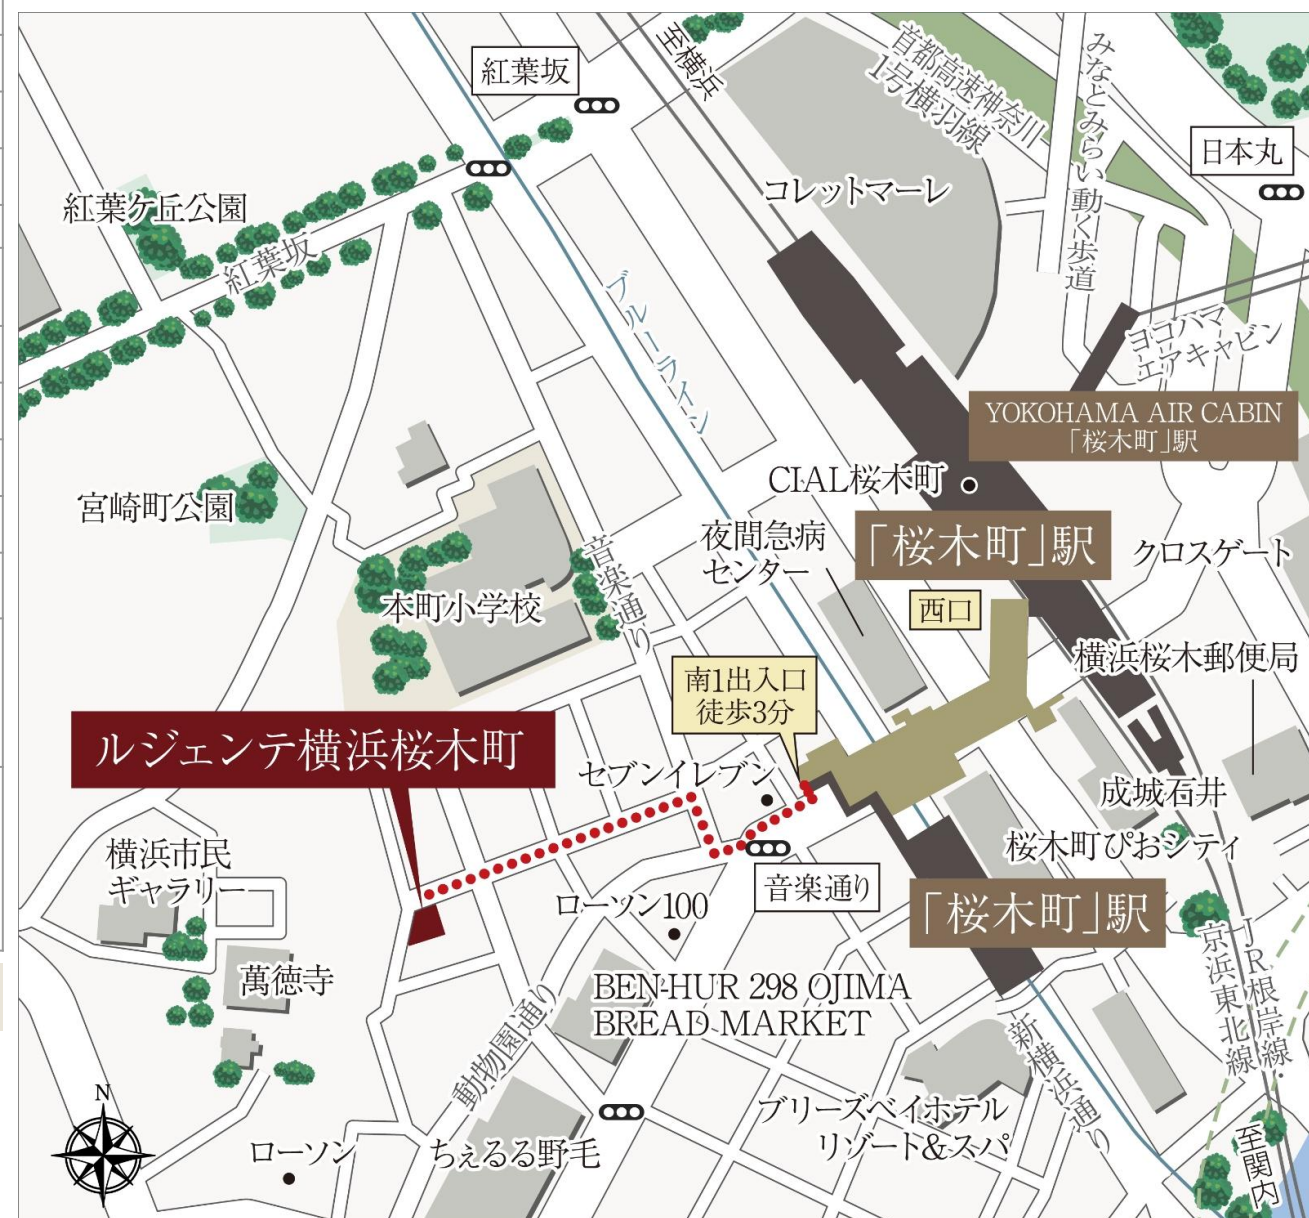 至横浜
紅葉坂
首都高速神奈川
1号横羽線
みなとみらい動く歩道
日本丸
コレットマーレ
紅葉ケ丘公園
紅葉坂
ブルーライン
ヨコハマ
エアキャビン
YOKOHAMA AIR CABIN
「桜木町」駅
CIAL桜木町
宮崎町公園
夜間急病
センター
「桜木町」駅
クロスゲート
音楽通り
本町小学校
西口
横浜桜木郵便局
南1出入口
徒歩3分
ルジェンテ横浜桜木町
セブンイレブン
成城石井
桜木町ぴおシティ
横浜市民
ギャラリー
音楽通り
ローソン100
「桜木町」駅
萬徳寺
BEN-HUR 298 OJIMA
BREAD MARKET
JR根岸線・
京浜東北線
動物園通り
新横浜通り
N
ブリーズベイホテル
リゾート&スパ
ローソン
ちぇるる野毛
至関内